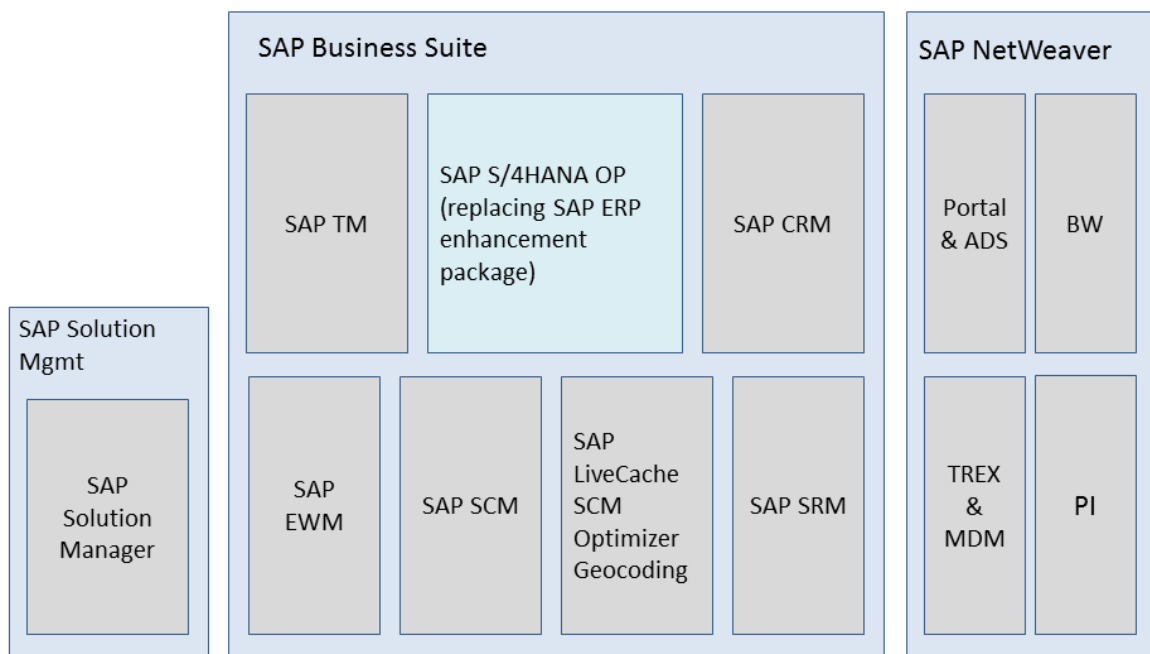 SAP Business Suite
SAP TM
SAP S/4HANA OP
(replacing SAP ERP
enhancement
package)
SAP CRM
SAP
EWM
SAP SCM
SAP
LiveCache
SCM
Optimizer
Geocoding
SAP SRM
SAP NetWeaver
Portal
& ADS
BW
TREX
&
MDM
PI
SAP Solution
Mgmt
SAP
Solution
Manager